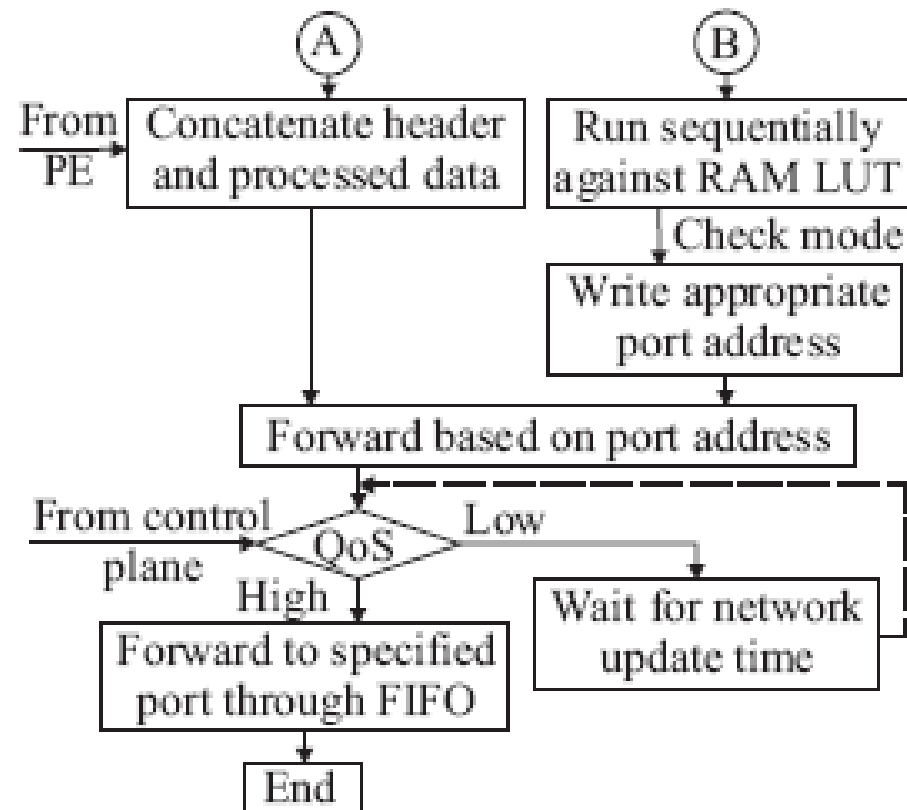 A
B
From
PE
Concatenate header
and processed data
Run sequentially
against RAM LUT
Check mode
Write appropriate
port address
Forward based on port address
From control
plane
QoS
Low
High
Wait for network
update time
Forward to specified
port through FIFO
End